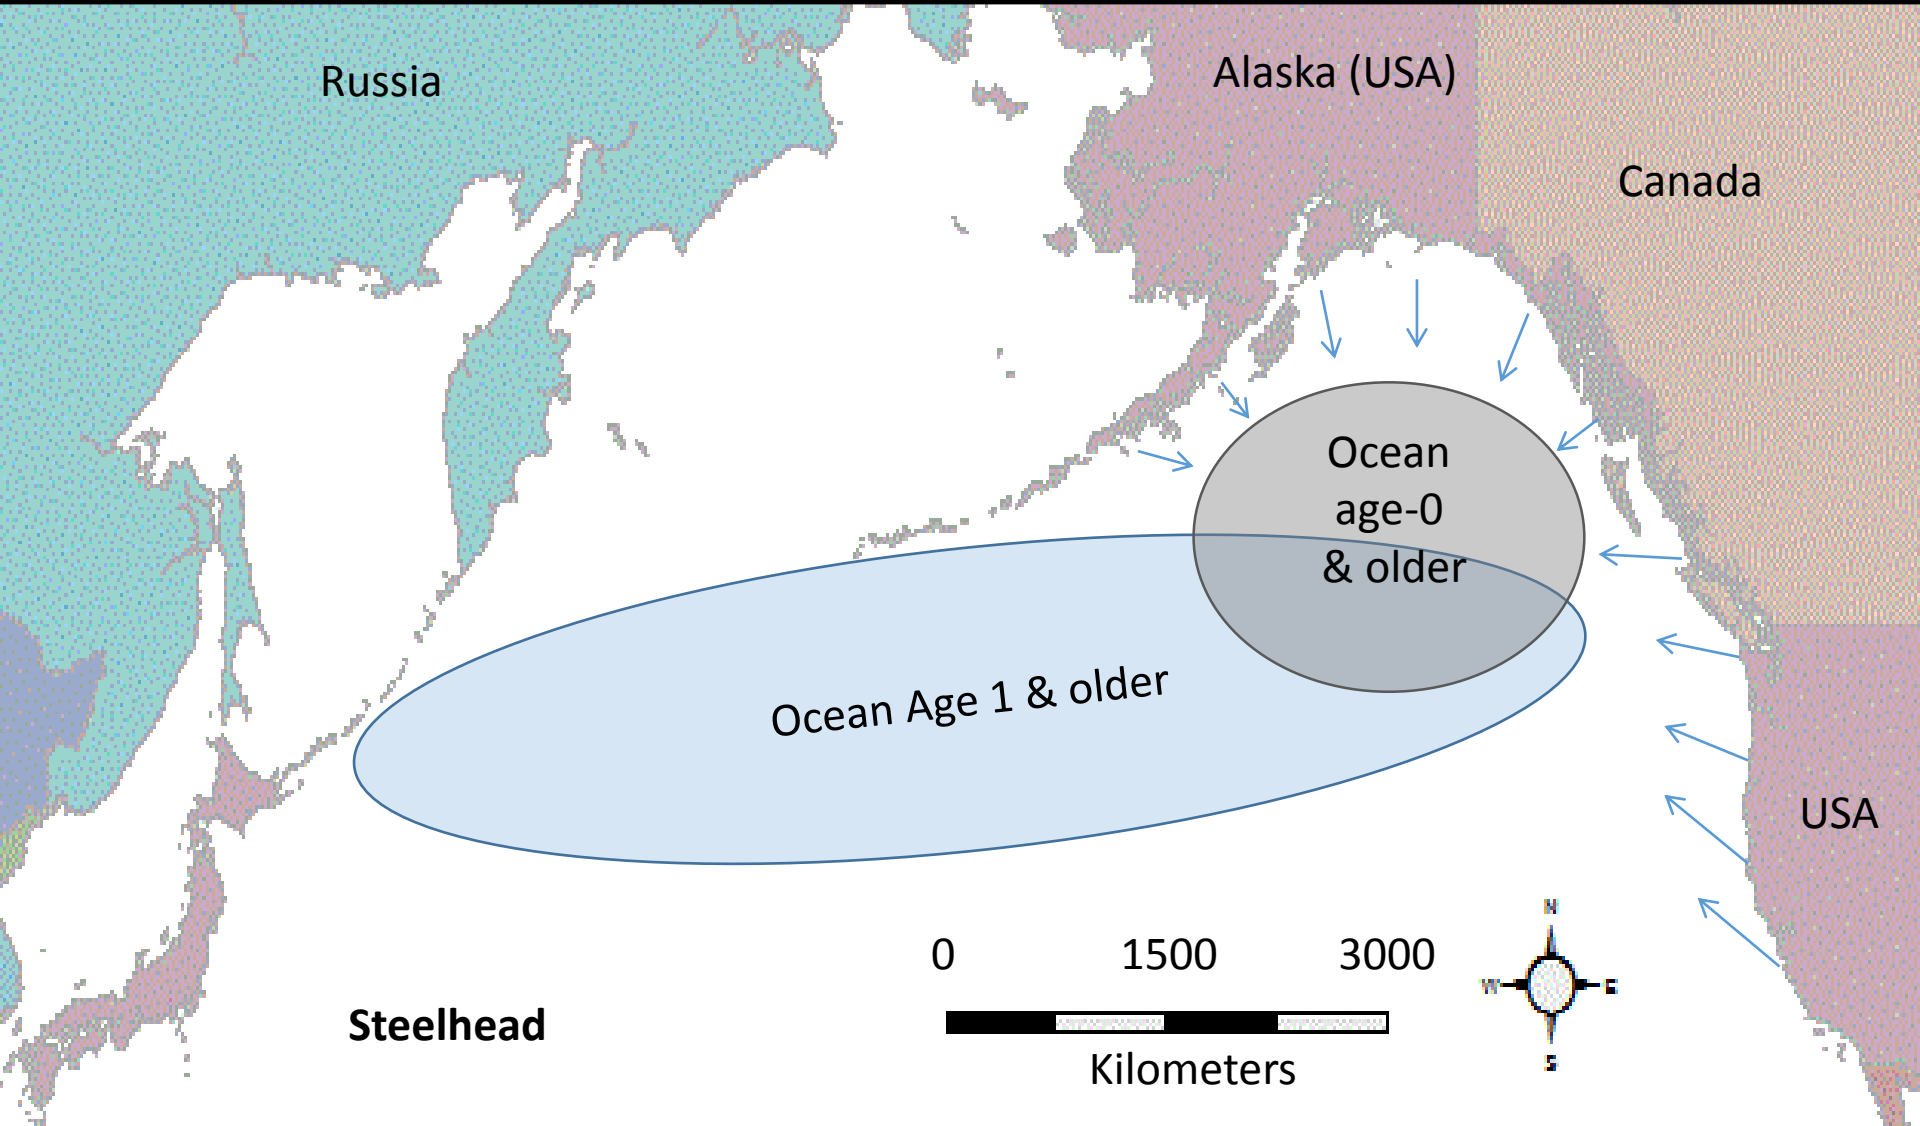 Russia
Alaska (USA)
Canada
Ocean
age-0
& older
Ocean Age 1 & older
USA
N
W
E
S
0 1500 3000
Kilometers
Steelhead